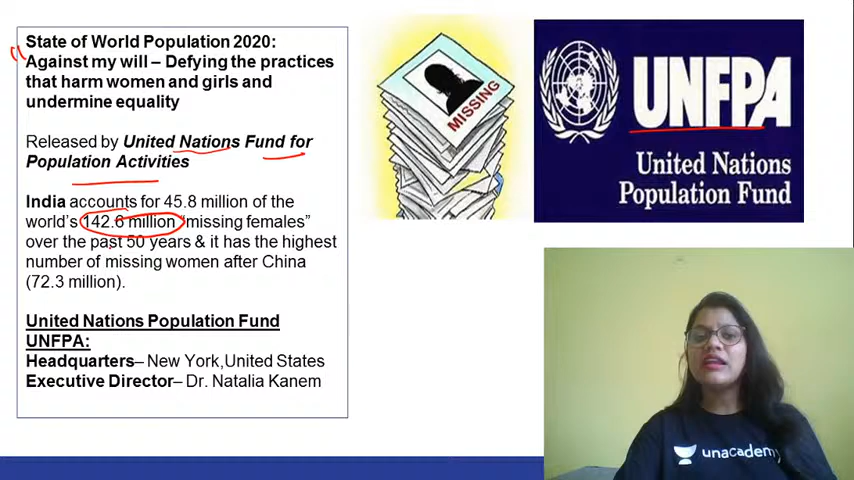 State of World Population 2020:
Against my will – Defying the practices
that harm women and girls and
undermine equality
Released by United Nations Fund for
Population Activities
India accounts for 45.8 million of the
world's 142.6 million "missing females"
over the past 50 years & it has the highest
number of missing women after China
(72.3 million).
United Nations Population Fund
UNFPA:
Headquarters– New York,United States
Executive Director– Dr. Natalia Kanem
MISSING
UNFPA
United Nations
Population Fund
unacademy